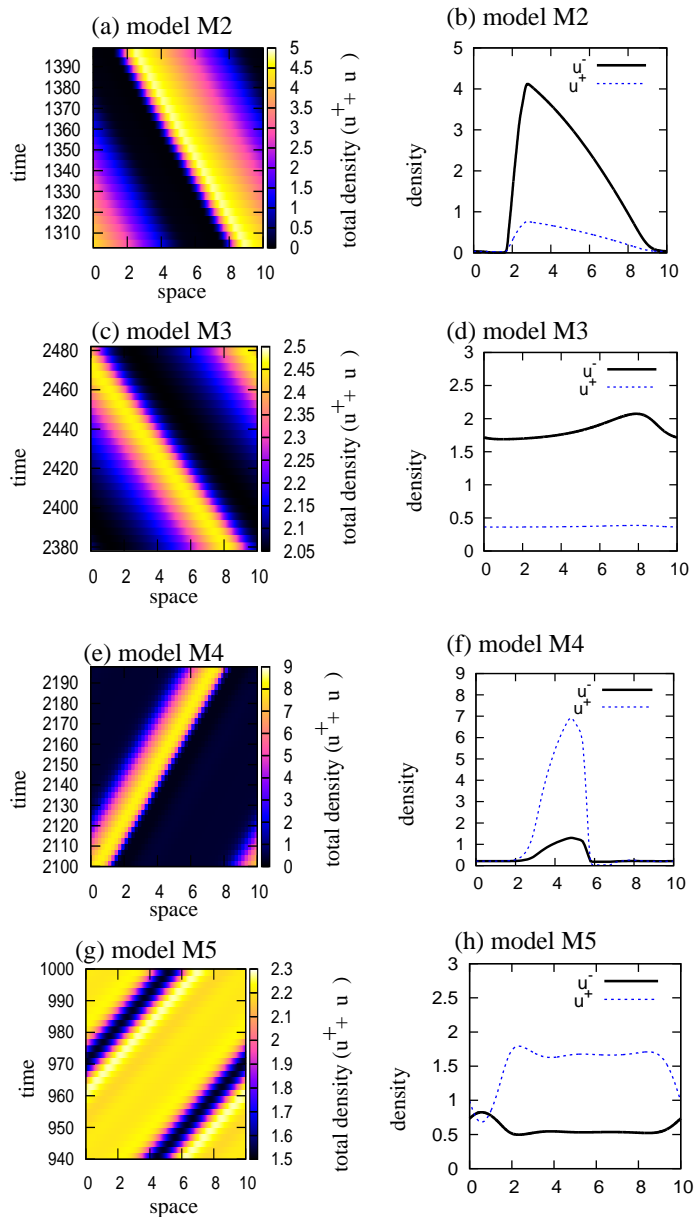 (a) model M2
time
1390
1380
1370
1360
1350
1340
1330
1320
1310
0 2 4 6 8 10
space
5
4.5
4
3.5
3
2.5
2
1.5
1
0.5
0
total density (u⁺+ u )
(b) model M2
density
5
4
3
2
1
0
0 2 4 6 8 10
u⁻
u⁺
(c) model M3
time
2480
2460
2440
2420
2400
2380
0 2 4 6 8 10
space
2.5
2.45
2.4
2.35
2.3
2.25
2.2
2.15
2.1
2.05
total density (u⁺+ u )
(d) model M3
density
3
2.5
2
1.5
1
0.5
0
0 2 4 6 8 10
u⁻
u⁺
(e) model M4
time
2190
2180
2170
2160
2150
2140
2130
2120
2110
2100
0 2 4 6 8 10
space
9
8
7
6
5
4
3
2
1
0
total density (u⁺+ u )
(f) model M4
density
9
8
7
6
5
4
3
2
1
0
0 2 4 6 8 10
u⁻
u⁺
(g) model M5
time
1000
990
980
970
960
950
940
0 2 4 6 8 10
space
2.3
2.2
2.1
2
1.9
1.8
1.7
1.6
1.5
total density (u⁺+ u )
(h) model M5
density
3
2.5
2
1.5
1
0.5
0
0 2 4 6 8 10
u⁻
u⁺